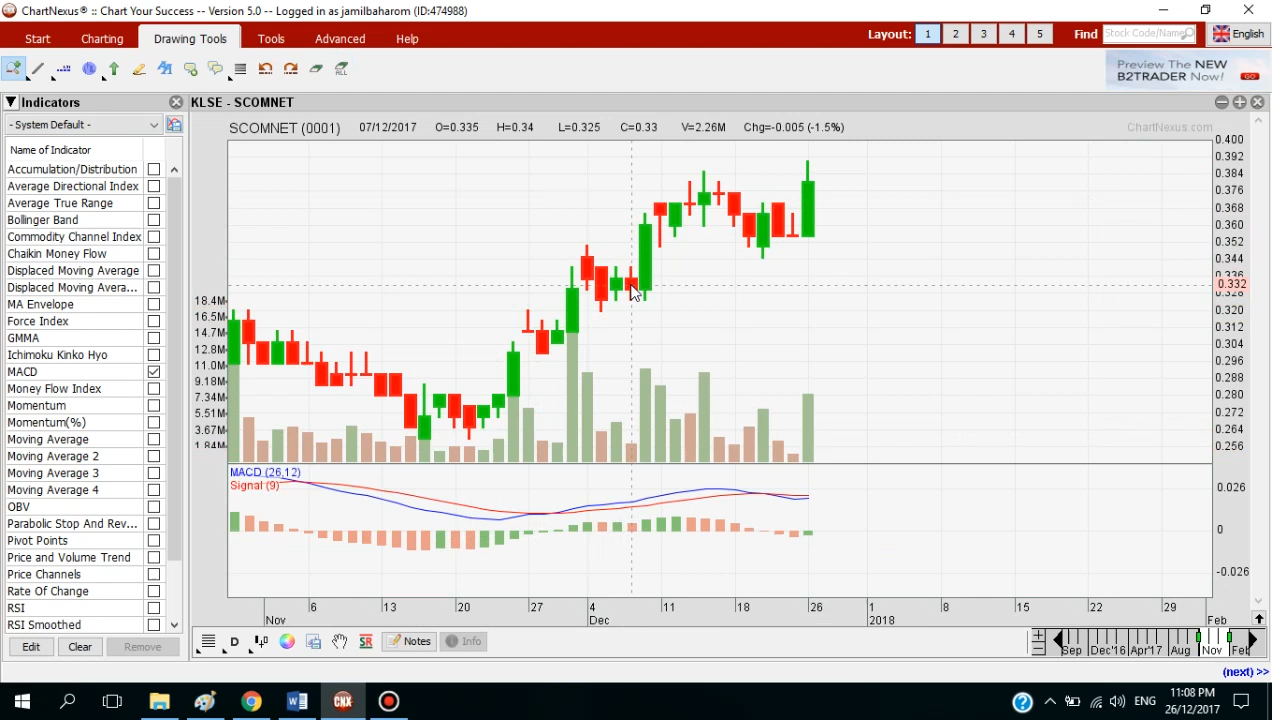 ChartNexus® :: Chart Your Success -- Version 5.0 -- Logged in as jamilbaharom (ID:474988)
Start Charting Drawing Tools Tools Advanced Help Layout: 1 2 3 4 5 Find Stock Code/Name English
Preview The NEW
B2TRADER Now! GO
Indicators
KLSE - SCOMNET
- System Default -
SCOMNET (0001) 07/12/2017 O=0.335 H=0.34 L=0.325 C=0.33 V=2.26M Chg=-0.005 (-1.5%)
ChartNexus.com
Name of Indicator
Accumulation/Distribution
Average Directional Index
Average True Range
Bollinger Band
Commodity Channel Index
Chaikin Money Flow
Displaced Moving Average
Displaced Moving Avera...
MA Envelope
Force Index
GMMA
Ichimoku Kinko Hyo
MACD
Money Flow Index
Momentum
Momentum(%)
Moving Average
Moving Average 2
Moving Average 3
Moving Average 4
OBV
Parabolic Stop And Rev...
Pivot Points
Price and Volume Trend
Price Channels
Rate Of Change
RSI
RSI Smoothed
Edit Clear Remove
18.4M
16.5M
14.7M
12.8M
11.0M
9.18M
7.34M
5.51M
3.67M
1.84M
0.400
0.392
0.384
0.376
0.368
0.360
0.352
0.344
0.336
0.332
0.328
0.320
0.312
0.304
0.296
0.288
0.280
0.272
0.264
0.256
MACD (26,12)
Signal (9)
0.026
0
-0.026
6 13 20 27 4 11 18 26 1 8 15 22 29
Nov Dec 2018 Feb
D SR Notes Info
Sep Dec'16 Apr'17 Aug Nov Feb
(next) >>
W CNX ENG
11:08 PM
26/12/2017